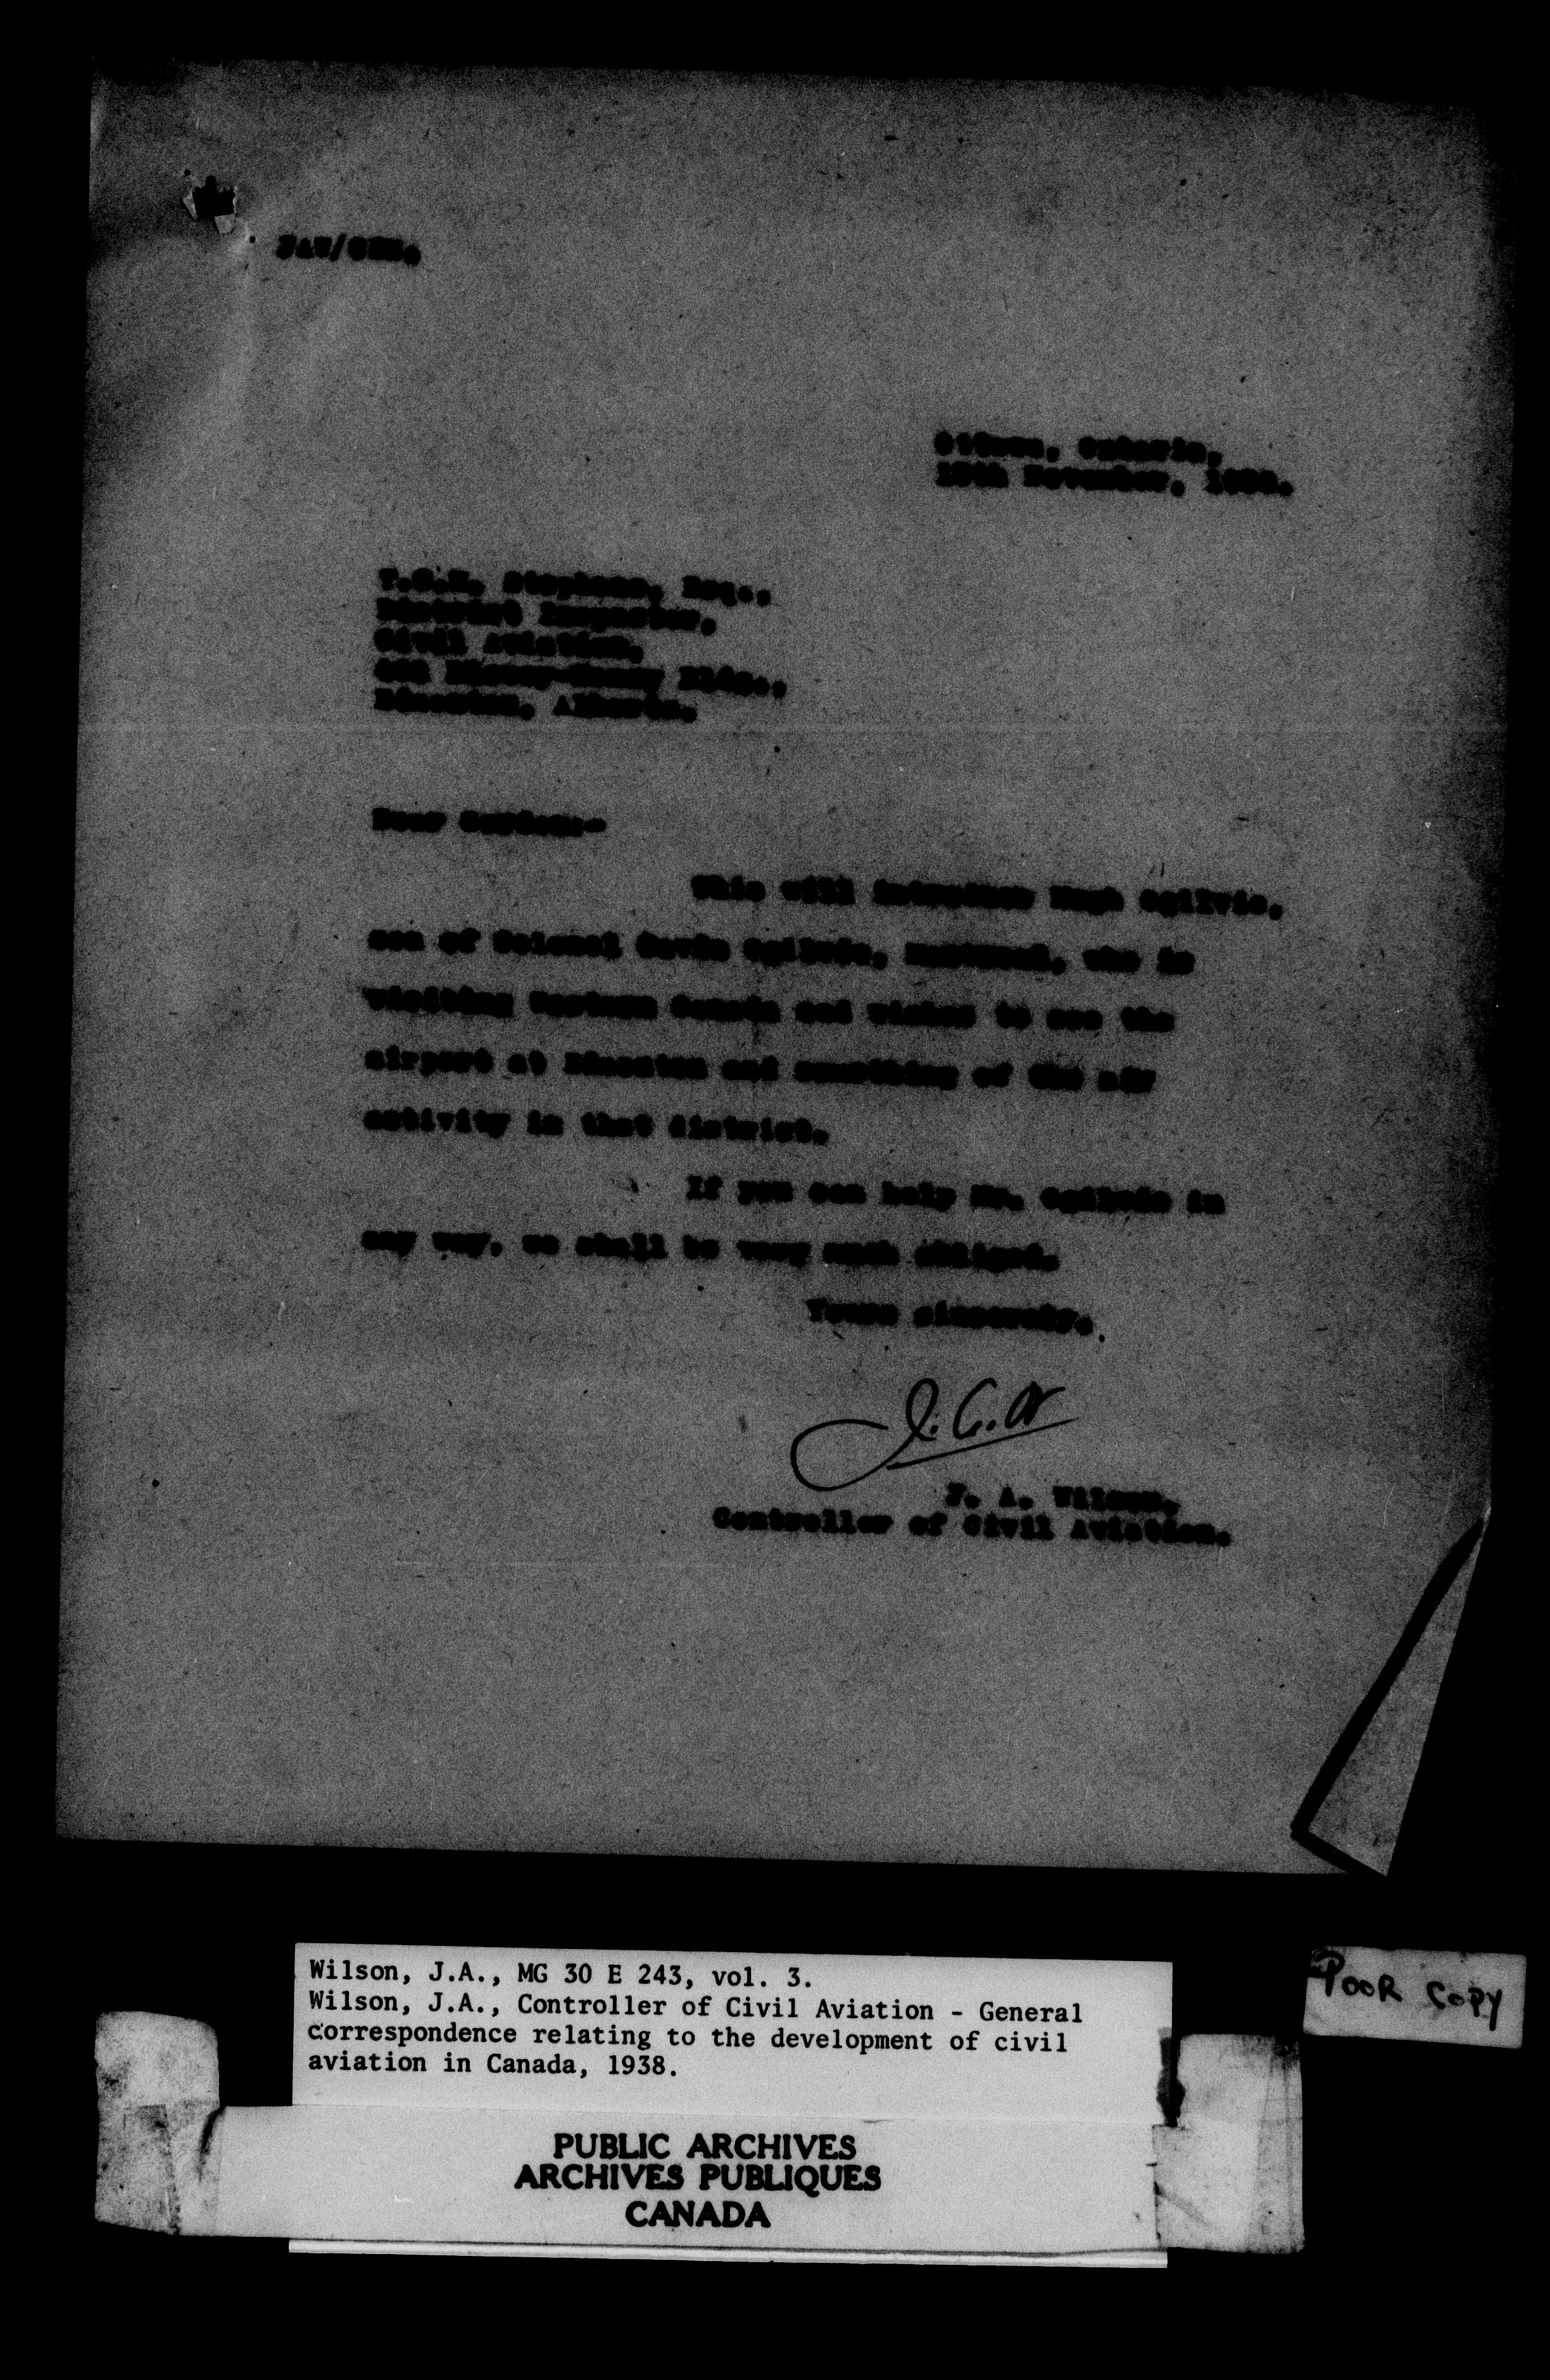 Ottawa, Ontario,
November, 1938.
Stephens, Esq.,
District Inspector,
Civil Aviation,
Bldg.,
Edmonton, Alberta.
Dear
This will introduce Hugh Ogilvie,
son of Colonel Ogilvie, Montreal, who is
visiting Western Canada and wishes to see the
airport at Edmonton and something of the air
activity in that district.
If you can help Mr. Ogilvie in
any way, we shall be very much obliged.
Yours sincerely,
J.A.W
J. A. Wilson,
Controller of Civil Aviation.
Wilson, J.A., MG 30 E 243, vol. 3.
Wilson, J.A., Controller of Civil Aviation - General
correspondence relating to the development of civil
aviation in Canada, 1938.
POOR COPY
PUBLIC ARCHIVES
ARCHIVES PUBLIQUES
CANADA